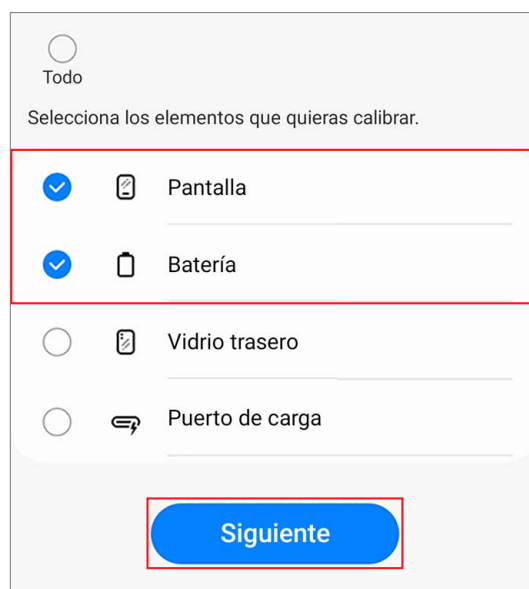 Todo
Selecciona los elementos que quieras calibrar.
Pantalla
Batería
Vidrio trasero
Puerto de carga
Siguiente